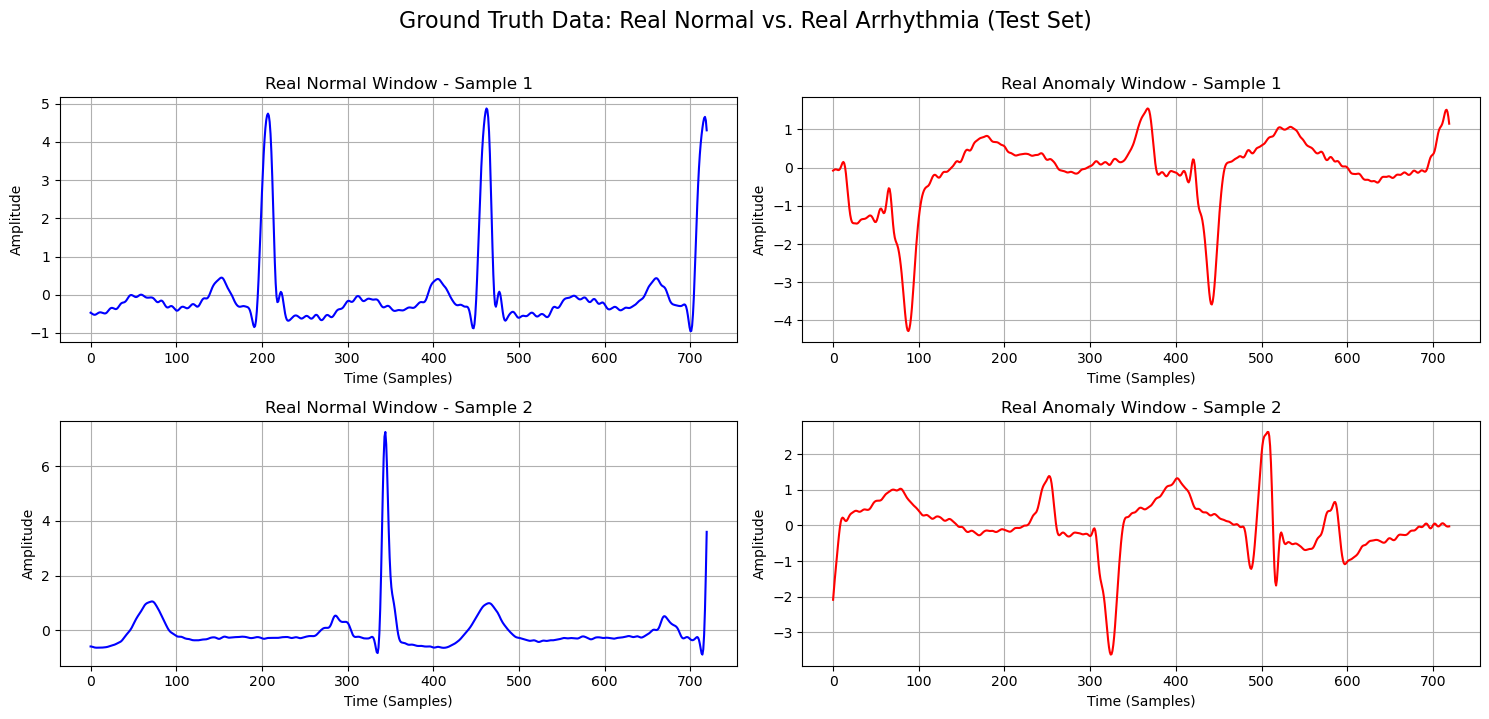 Ground Truth Data: Real Normal vs. Real Arrhythmia (Test Set)
Real Normal Window - Sample 1
5
4
3
2
1
0
−1
Amplitude
0 100 200 300 400 500 600 700
Time (Samples)
Real Anomaly Window - Sample 1
1
0
−1
−2
−3
−4
Amplitude
0 100 200 300 400 500 600 700
Time (Samples)
Real Normal Window - Sample 2
6
4
2
0
Amplitude
0 100 200 300 400 500 600 700
Time (Samples)
Real Anomaly Window - Sample 2
2
1
0
−1
−2
−3
Amplitude
0 100 200 300 400 500 600 700
Time (Samples)